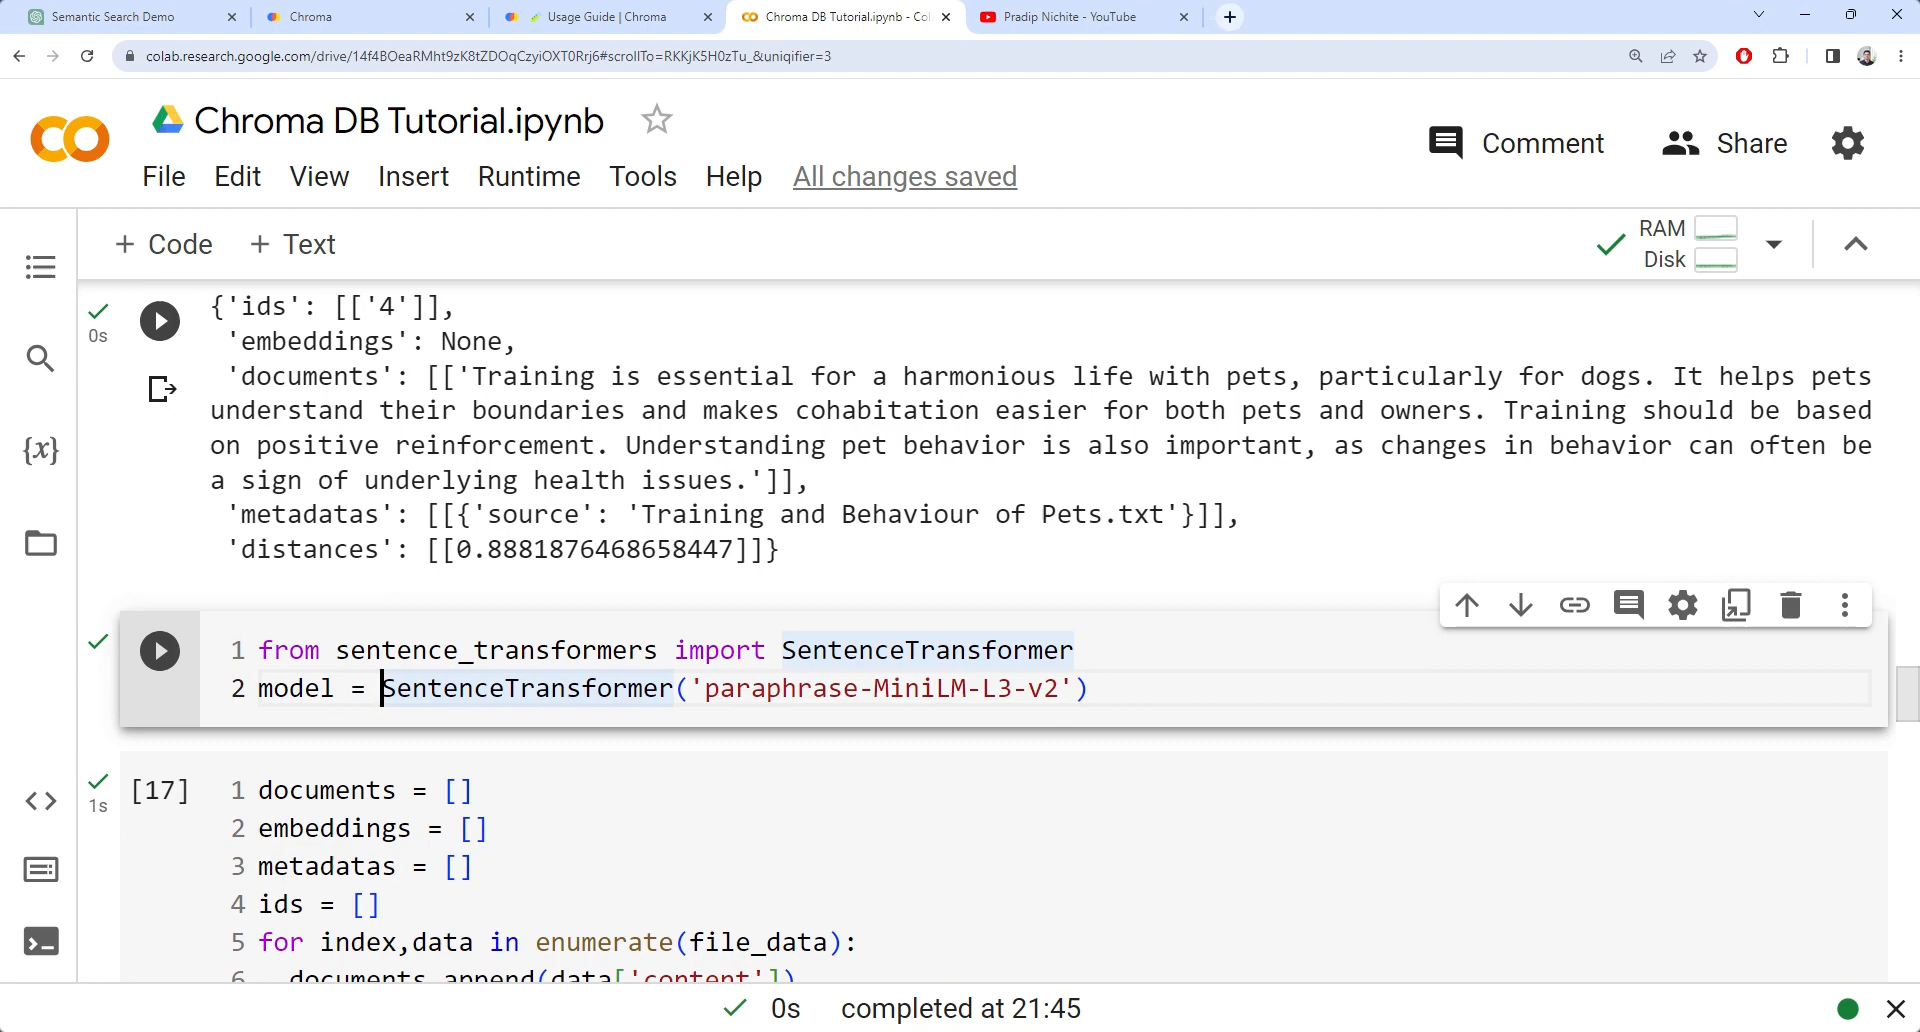 Semantic Search Demo
Chroma
Usage Guide | Chroma
Chroma DB Tutorial.ipynb - Co
Pradip Nichite - YouTube
colab.research.google.com/drive/14f4BOeaRMht9zK8tZDOqCzyiOXT0Rrj6#scrollTo=RKKjK5H0zTu_&uniqifier=3
Chroma DB Tutorial.ipynb
Comment
Share
File Edit View Insert Runtime Tools Help All changes saved
+ Code + Text
RAM
Disk
0s
{'ids': [['4']],
'embeddings': None,
'documents': [['Training is essential for a harmonious life with pets, particularly for dogs. It helps pets
understand their boundaries and makes cohabitation easier for both pets and owners. Training should be based
on positive reinforcement. Understanding pet behavior is also important, as changes in behavior can often be
a sign of underlying health issues.']],
'metadatas': [[{'source': 'Training and Behaviour of Pets.txt'}]],
'distances': [[0.8881876468658447]]}
{x}
1 from sentence_transformers import SentenceTransformer
2 model = SentenceTransformer('paraphrase-MiniLM-L3-v2')
1s
[17]
1 documents = []
2 embeddings = []
3 metadatas = []
4 ids = []
5 for index,data in enumerate(file_data):
6 documents.append(data['content'])
0s completed at 21:45